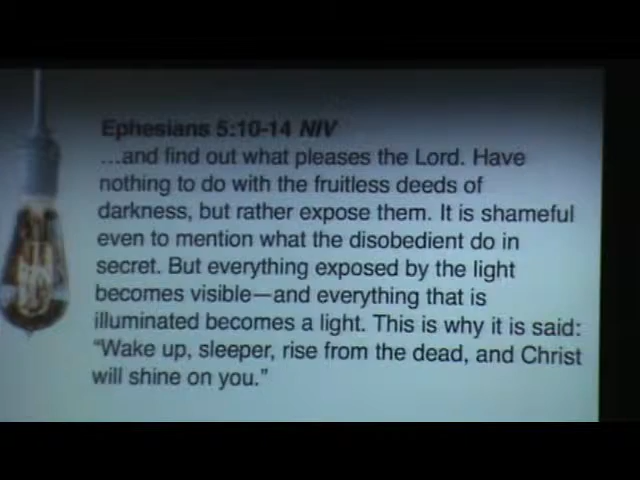 Ephesians 5:10-14 NIV
...and find out what pleases the Lord. Have
nothing to do with the fruitless deeds of
darkness, but rather expose them. It is shameful
even to mention what the disobedient do in
secret. But everything exposed by the light
becomes visible—and everything that is
illuminated becomes a light. This is why it is said:
“Wake up, sleeper, rise from the dead, and Christ
will shine on you.”